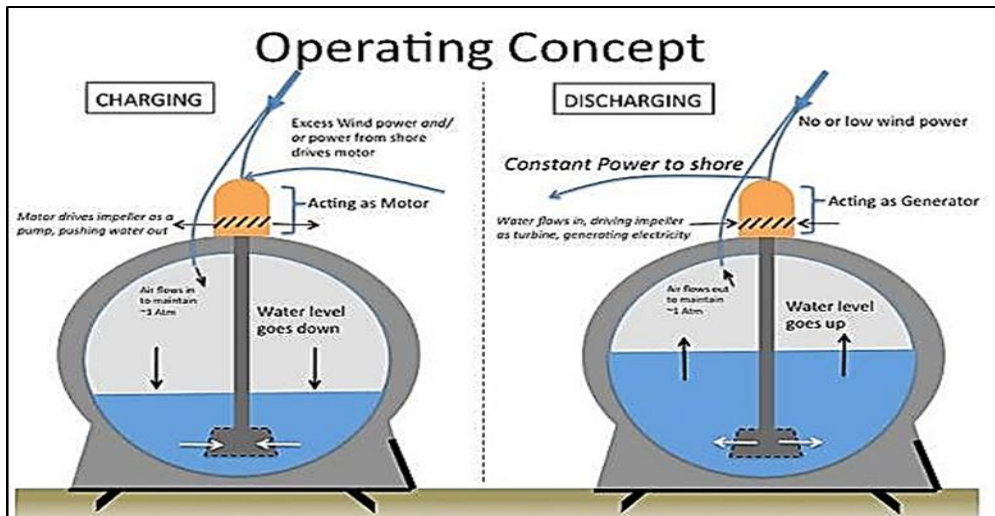 Operating Concept
CHARGING
Excess Wind power and/
or power from shore
drives motor
Acting as Motor
Motor drives impeller as a
pump, pushing water out
Air flows in
to maintain
~1 Atm
Water level
goes down
DISCHARGING
No or low wind power
Constant Power to shore
Acting as Generator
Water flows in, driving impeller
as turbine, generating electricity
Air flows out
to maintain
~1 Atm
Water level
goes up